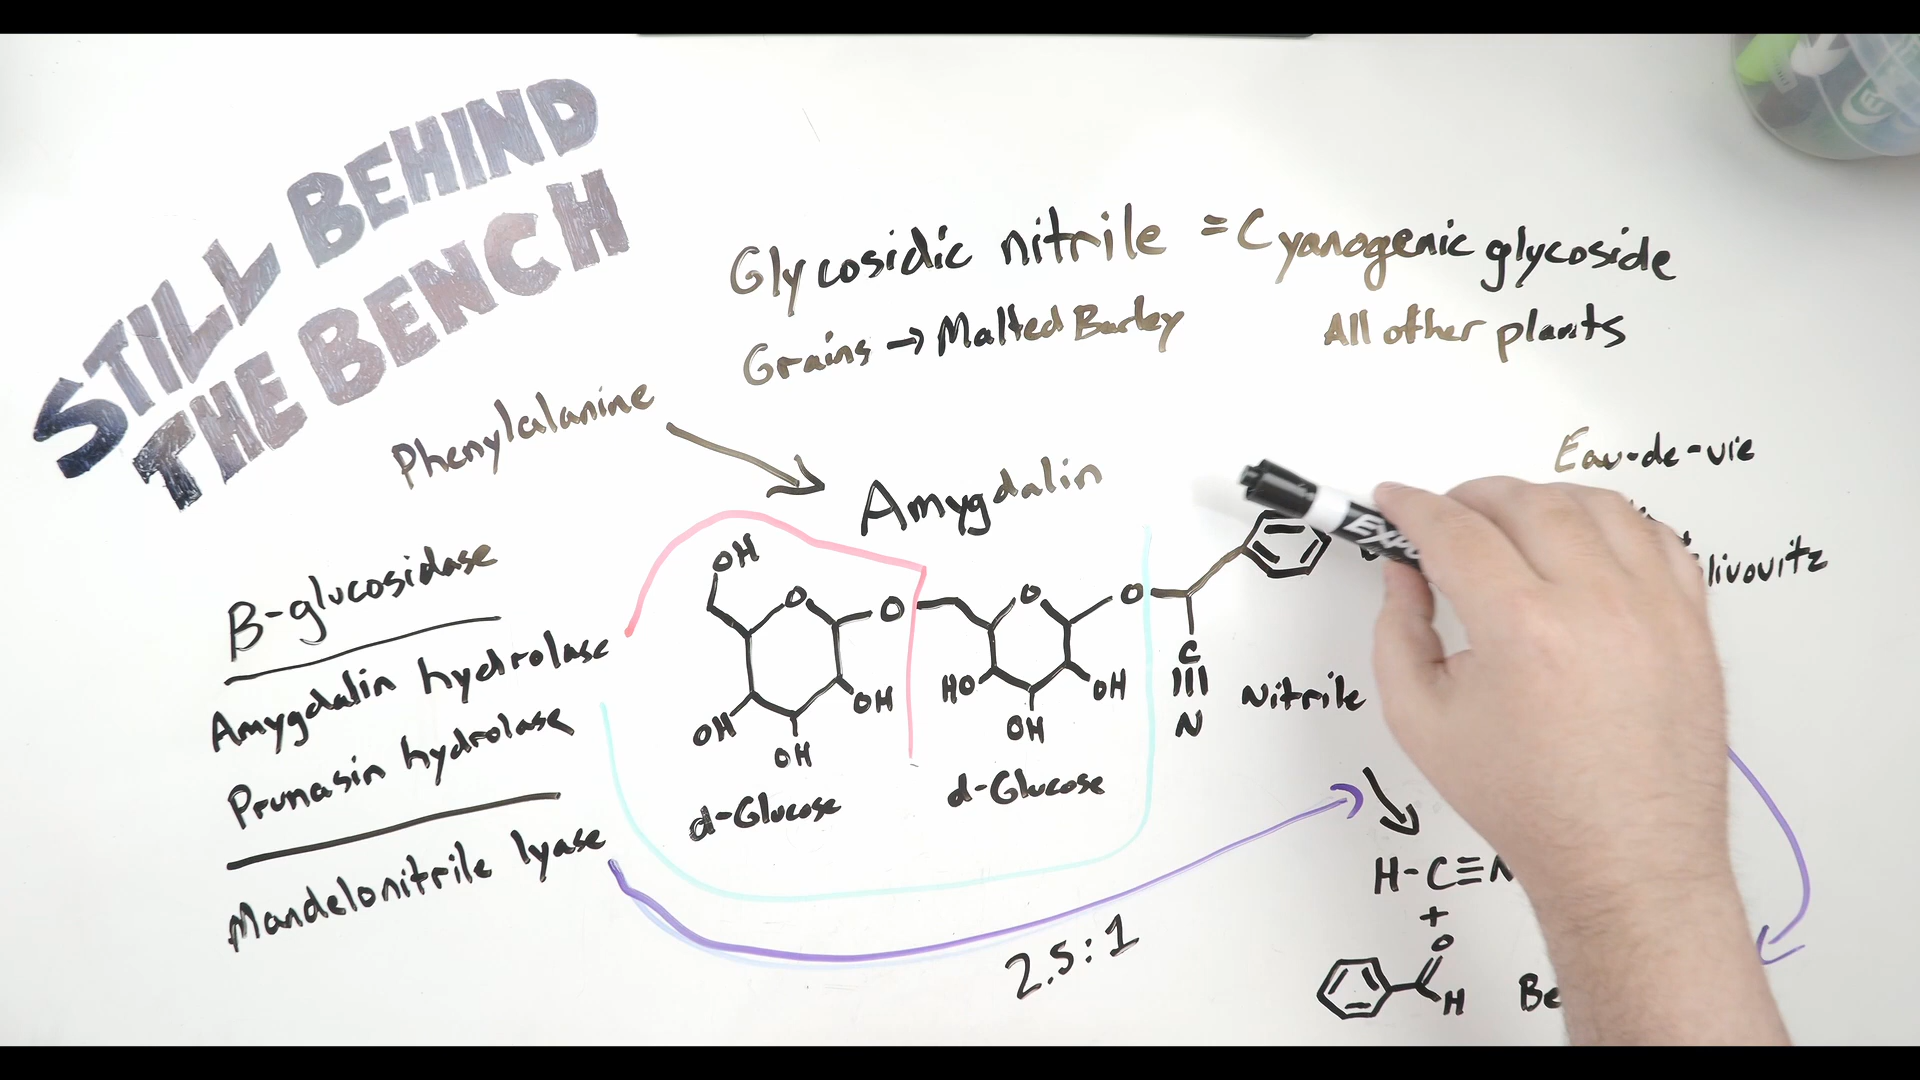 STILL BEHIND
THE BENCH
Glycosidic nitrile = Cyanogenic glycoside
Grains → Malted Barley
All other plants
Phenylalanine
Amygdalin
Eau-de-vie
EXPO
B-glucosidase
Amygdalin hydrolase
Prunasin hydrolase
Mandelonitrile lyase
OH
O
O
OH
OH
OH
d-Glucose
O
O
HO
OH
OH
d-Glucose
C
N
Nitrile
2.5:1
H-C≡N
+
O
H